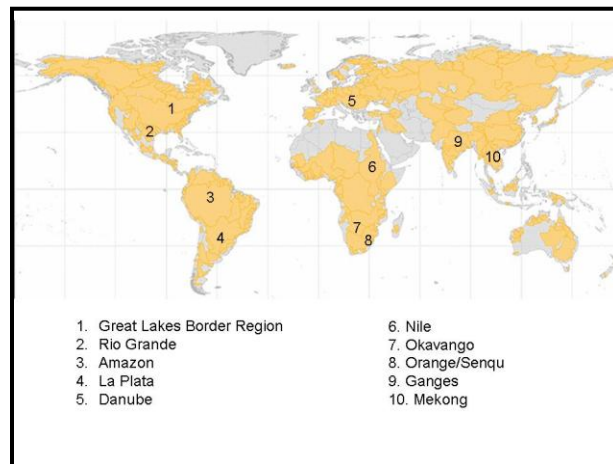 1
2
3
4
5
6
7
8
9
10
1. Great Lakes Border Region
2. Rio Grande
3. Amazon
4. La Plata
5. Danube
6. Nile
7. Okavango
8. Orange/Senqu
9. Ganges
10. Mekong